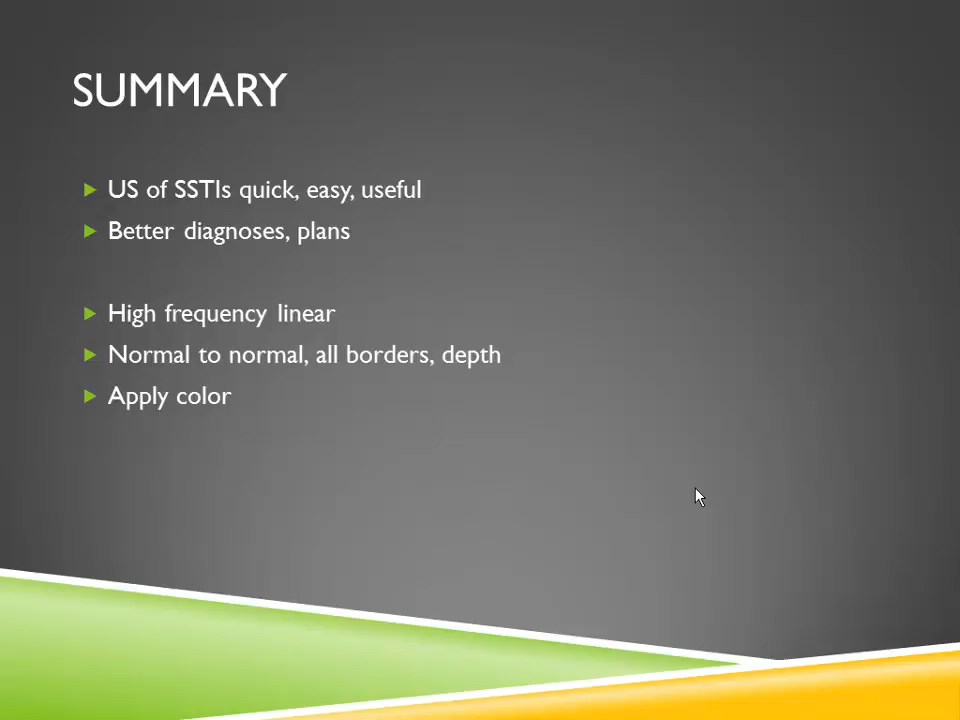 SUMMARY
US of SSTIs quick, easy, useful
Better diagnoses, plans
High frequency linear
Normal to normal, all borders, depth
Apply color